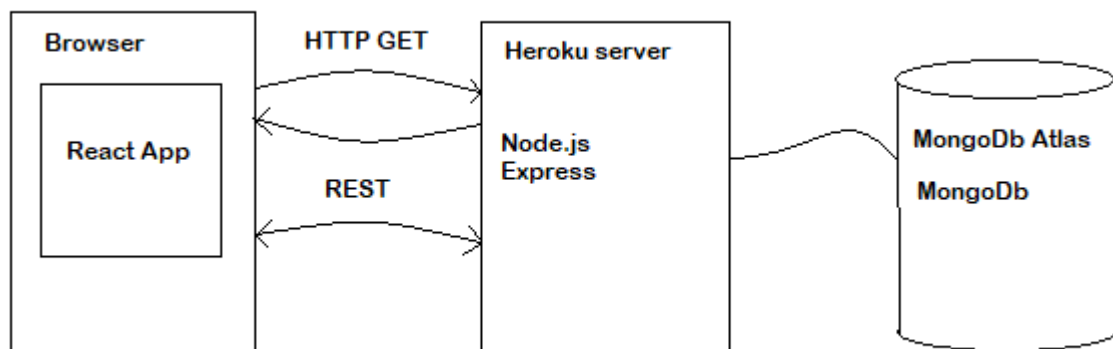 Browser
React App
HTTP GET
REST
Heroku server
Node.js
Express
MongoDb Atlas
MongoDb